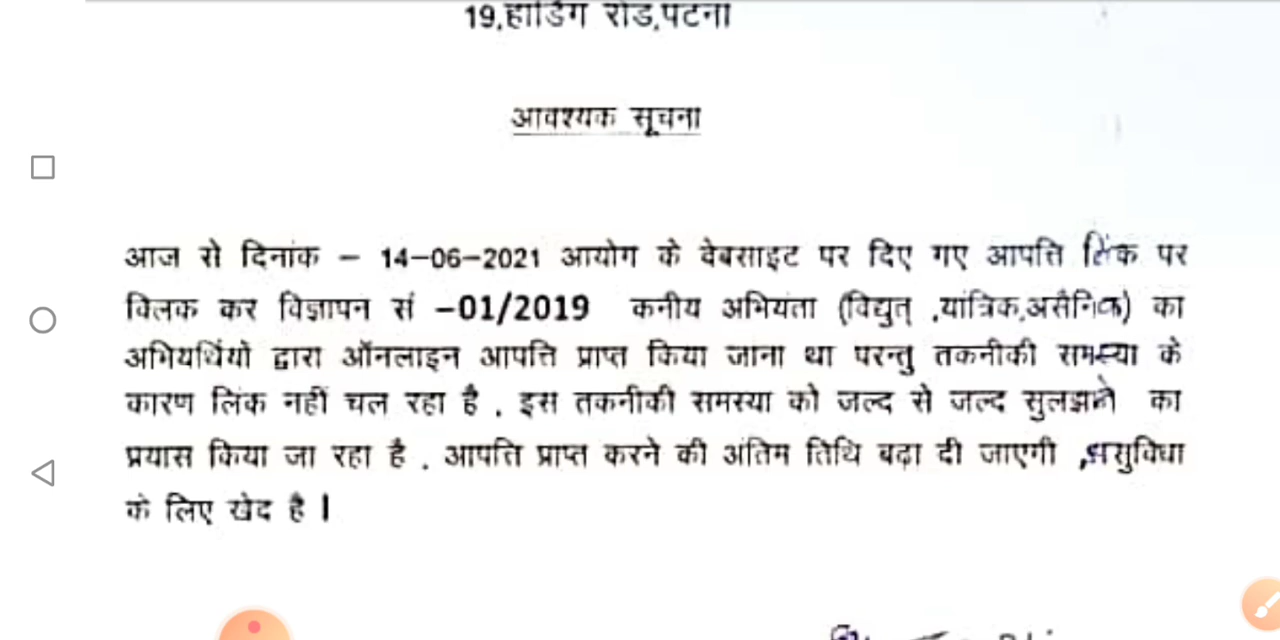 19,हार्डिंग रोड,पटना
आवश्यक सूचना
आज से दिनांक – 14–06–2021 आयोग के वेबसाइट पर दिए गए आपत्ति लिंक पर
क्लिक कर विज्ञापन सं –01/2019 कनीय अभियंता (विद्युत् ,यांत्रिक,असैनिक) का
अभियर्थियो द्वारा ऑनलाइन आपत्ति प्राप्त किया जाना था परन्तु तकनीकी समस्या के
कारण लिंक नहीं चल रहा है . इस तकनीकी समस्या को जल्द से जल्द सुलझाने का
प्रयास किया जा रहा है . आपत्ति प्राप्त करने की अंतिम तिथि बढ़ा दी जाएगी ,असुविधा
के लिए खेद है |